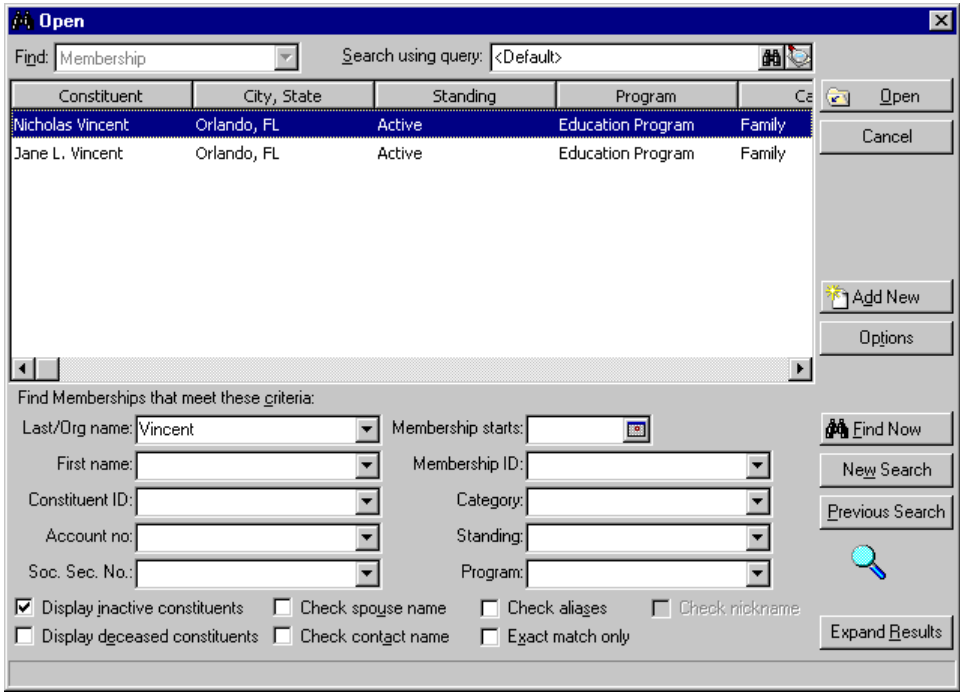 Open
Find: Membership Search using query: <Default>
Constituent City, State Standing Program Ca
Open
Nicholas Vincent Orlando, FL Active Education Program Family
Cancel
Jane L. Vincent Orlando, FL Active Education Program Family
Add New
Options
Find Memberships that meet these criteria:
Last/Org name: Vincent Membership starts: Find Now
First name: Membership ID: New Search
Constituent ID: Category: Previous Search
Account no: Standing:
Soc. Sec. No.: Program:
Display inactive constituents Check spouse name Check aliases Check nickname
Display deceased constituents Check contact name Exact match only Expand Results